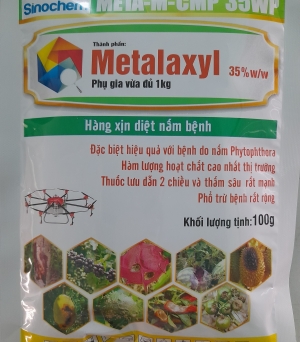 Sinochem META-M-CMP 35WP
Thành phần:
Metalaxyl 35% w/w
Phụ gia vừa đủ 1kg
Hàng xịn diệt nấm bệnh
Đặc biệt hiệu quả với bệnh do nấm Phytophthora
Hàm lượng hoạt chất cao nhất thị trường
Thuốc lưu dẫn 2 chiều và thấm sâu rất mạnh
Phổ trừ bệnh rất rộng
Khối lượng tịnh: 100g